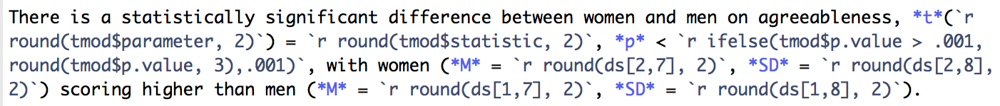 There is a statistically significant difference between women and men on agreeableness, *t*(`r
round(tmod$parameter, 2)`) = `r round(tmod$statistic, 2)`, *p* < `r ifelse(tmod$p.value > .001,
round(tmod$p.value, 3),.001)`, with women (*M* = `r round(ds[2,7], 2)`, *SD* = `r round(ds[2,8],
2)`) scoring higher than men (*M* = `r round(ds[1,7], 2)`, *SD* = `r round(ds[1,8], 2)`).